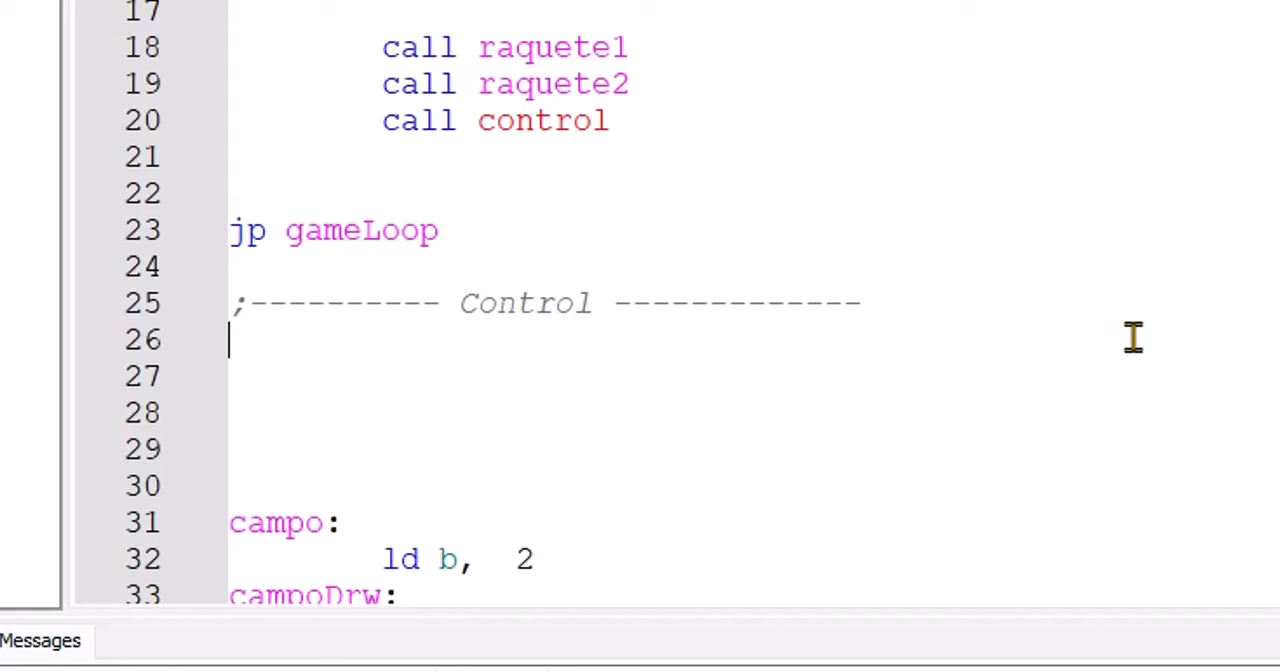 17
18 call raquete1
19 call raquete2
20 call control
21
22
23 jp gameLoop
24
25 ;---------- Control -------------
26
27
28
29
30
31 campo:
32 ld b, 2
33 campoDrw:
Messages